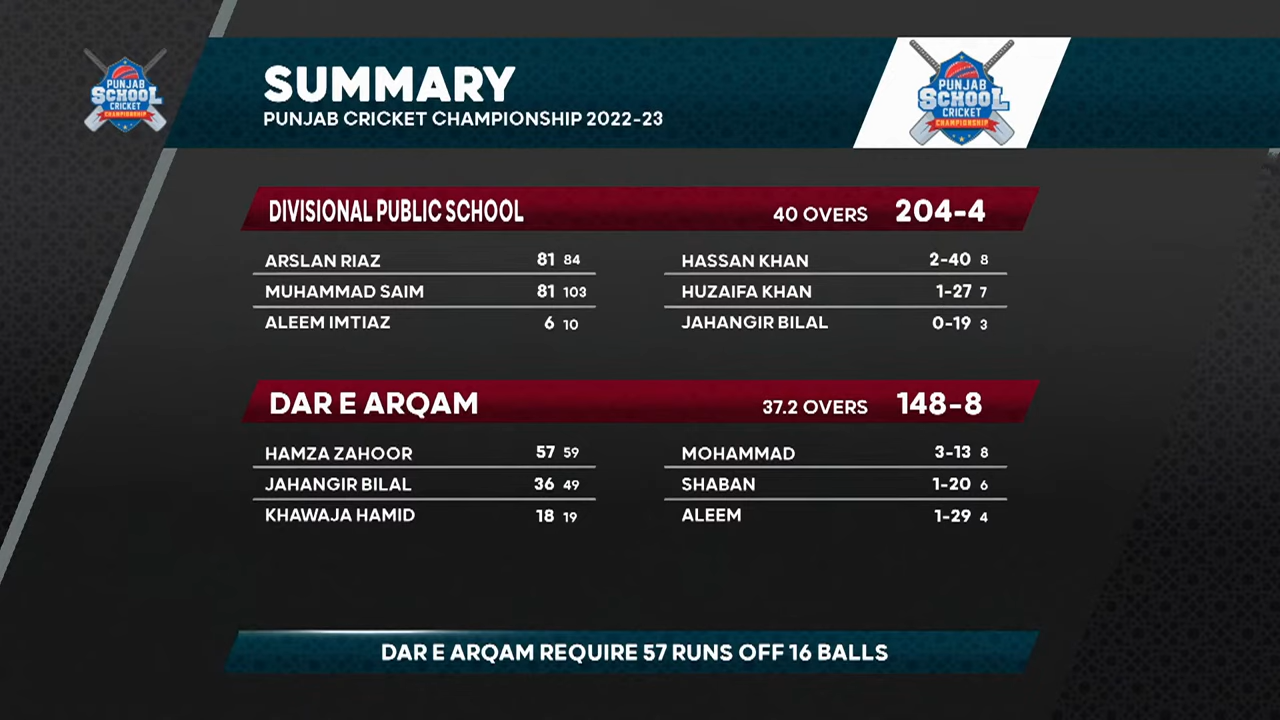 PUNJAB
SCHOOL
CRICKET
CHAMPIONSHIP
SUMMARY
PUNJAB CRICKET CHAMPIONSHIP 2022-23
PUNJAB
SCHOOL
CRICKET
CHAMPIONSHIP
DIVISIONAL PUBLIC SCHOOL 40 OVERS 204-4
ARSLAN RIAZ 81 84 HASSAN KHAN 2-40 8
MUHAMMAD SAIM 81 103 HUZAIFA KHAN 1-27 7
ALEEM IMTIAZ 6 10 JAHANGIR BILAL 0-19 3
DAR E ARQAM 37.2 OVERS 148-8
HAMZA ZAHOOR 57 59 MOHAMMAD 3-13 8
JAHANGIR BILAL 36 49 SHABAN 1-20 6
KHAWAJA HAMID 18 19 ALEEM 1-29 4
DAR E ARQAM REQUIRE 57 RUNS OFF 16 BALLS